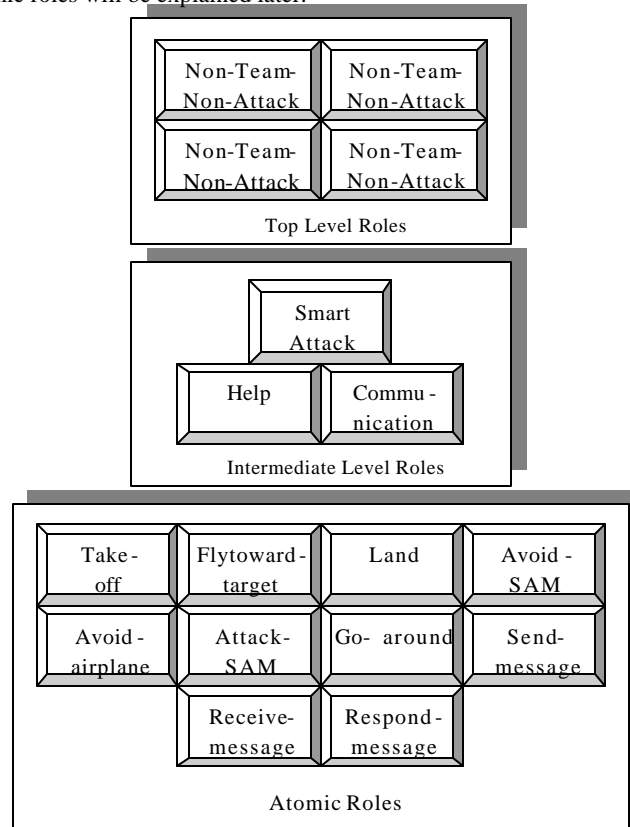 mic roles will be explained later.
Non-Team- Non-Team-
Non-Attack Non-Attack
Non-Team- Non-Team-
Non-Attack Non-Attack
Top Level Roles
Smart
Attack
Help Commu -
nication
Intermediate Level Roles
Take- Flytoward- Land Avoid -
off target SAM
Avoid - Attack- Go- around Send-
airplane SAM message
Receive- Respond-
message message
Atomic Roles